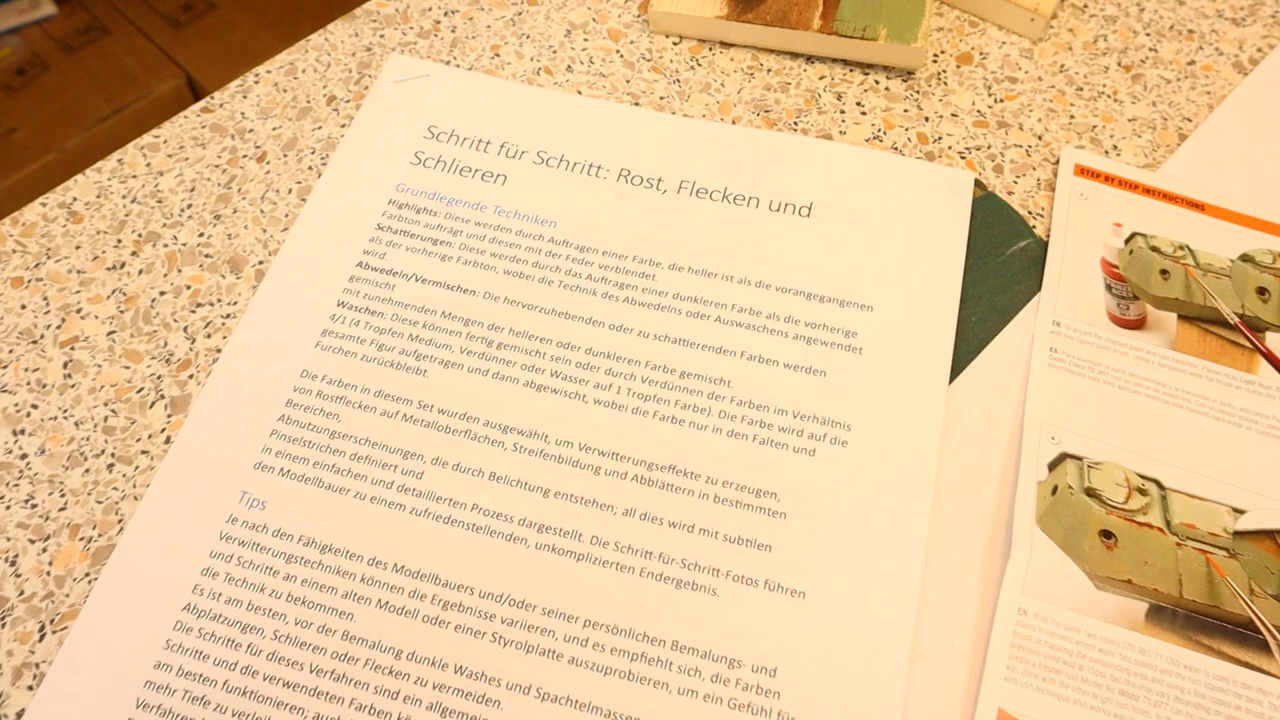 Schritt für Schritt: Rost, Flecken und
Schlieren
Grundlegende Techniken
Highlights: Diese werden durch Auftragen einer Farbe, die heller ist als die vorangegangenen
Farbton aufträgt und diesen mit der Feder verblendet.
Schattierungen: Diese werden durch das Auftragen einer dunkleren Farbe als die vorherige
als der vorherige Farbton, wobei die Technik des Abwedelns oder Auswaschens angewendet
wird.
Abwedeln/Vermischen: Die hervorzuhebenden oder zu schattierenden Farben werden
gemischt
mit zunehmenden Mengen der helleren oder dunkleren Farbe gemischt.
Waschen: Diese können fertig gemischt sein oder durch Verdünnen der Farben im Verhältnis
4/1 (4 Tropfen Medium, Verdünner oder Wasser auf 1 Tropfen Farbe). Die Farbe wird auf die
gesamte Figur aufgetragen und dann abgewischt, wobei die Farbe nur in den Falten und
Furchen zurückbleibt.
Die Farben in diesem Set wurden ausgewählt, um Verwitterungseffekte zu erzeugen,
von Rostflecken auf Metalloberflächen, Streifenbildung und Abblättern in bestimmten
Bereichen,
Abnutzungserscheinungen, die durch Belichtung entstehen; all dies wird mit subtilen
Pinselstrichen definiert und
in einem einfachen und detaillierten Prozess dargestellt. Die Schritt-für-Schritt-Fotos führen
den Modellbauer zu einem zufriedenstellenden, unkomplizierten Endergebnis.
Tips
Je nach den Fähigkeiten des Modellbauers und/oder seiner persönlichen Bemalungs- und
Verwitterungstechniken können die Ergebnisse variieren, und es empfiehlt sich, die Farben
und Schritte an einem alten Modell oder einer Styrolplatte auszuprobieren, um ein Gefühl für
die Technik zu bekommen.
Es ist am besten, vor der Bemalung dunkle Washes und Spachtelmassen
Abplatzungen, Schlieren oder Flecken zu vermeiden.
Die Schritte für dieses Verfahren sind ein allgemein
Schritte und die verwendeten Farben
am besten funktionieren;
mehr Tiefe zu
Verfahren
STEP BY STEP INSTRUCTIONS
PANZER
ACES